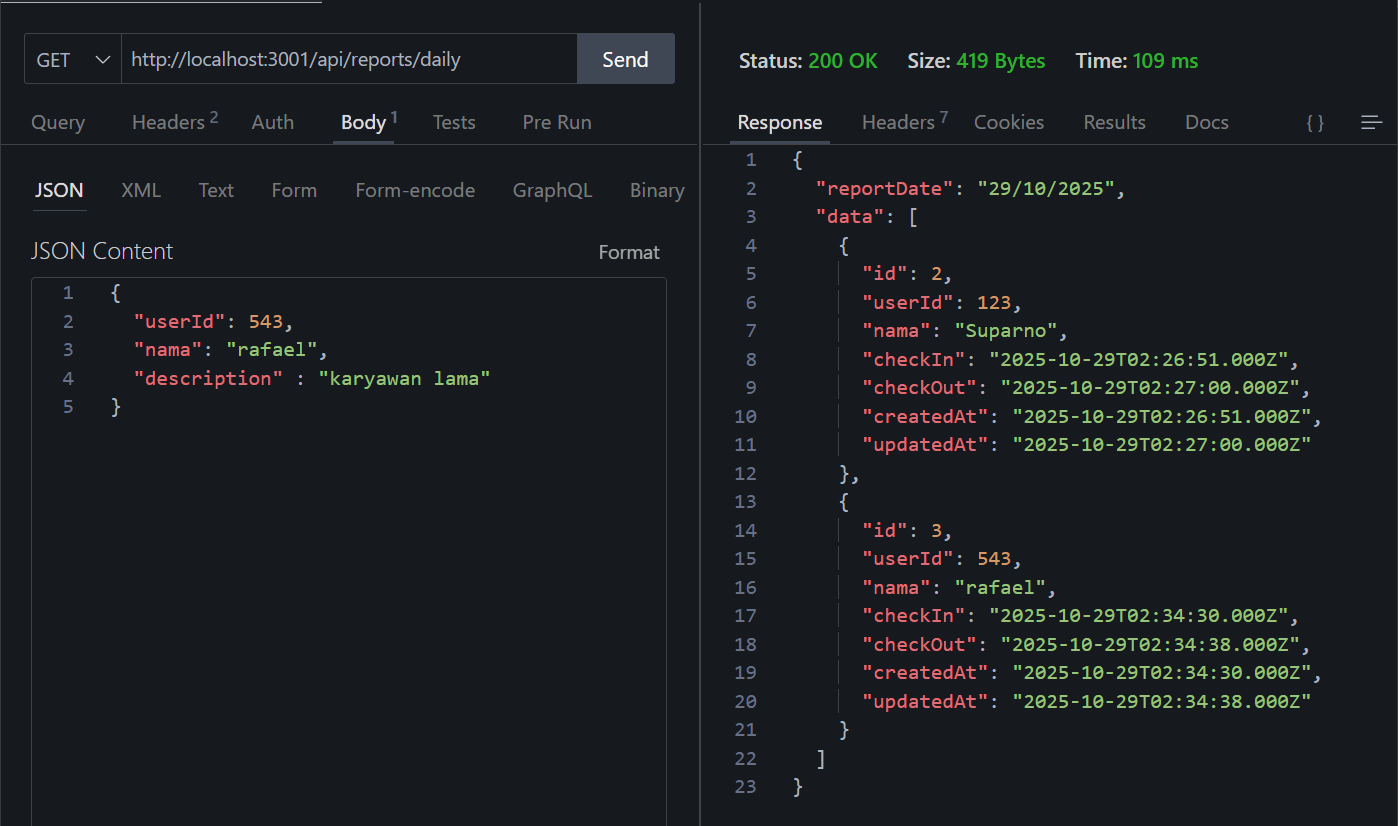 GET http://localhost:3001/api/reports/daily Send
Query Headers 2 Auth Body 1 Tests Pre Run
JSON XML Text Form Form-encode GraphQL Binary
JSON Content Format
1 {
2 "userId": 543,
3 "nama": "rafael",
4 "description" : "karyawan lama"
5 }
Status: 200 OK Size: 419 Bytes Time: 109 ms
Response Headers 7 Cookies Results Docs { }
1 {
2 "reportDate": "29/10/2025",
3 "data": [
4 {
5 "id": 2,
6 "userId": 123,
7 "nama": "Suparno",
8 "checkIn": "2025-10-29T02:26:51.000Z",
9 "checkOut": "2025-10-29T02:27:00.000Z",
10 "createdAt": "2025-10-29T02:26:51.000Z",
11 "updatedAt": "2025-10-29T02:27:00.000Z"
12 },
13 {
14 "id": 3,
15 "userId": 543,
16 "nama": "rafael",
17 "checkIn": "2025-10-29T02:34:30.000Z",
18 "checkOut": "2025-10-29T02:34:38.000Z",
19 "createdAt": "2025-10-29T02:34:30.000Z",
20 "updatedAt": "2025-10-29T02:34:38.000Z"
21 }
22 ]
23 }